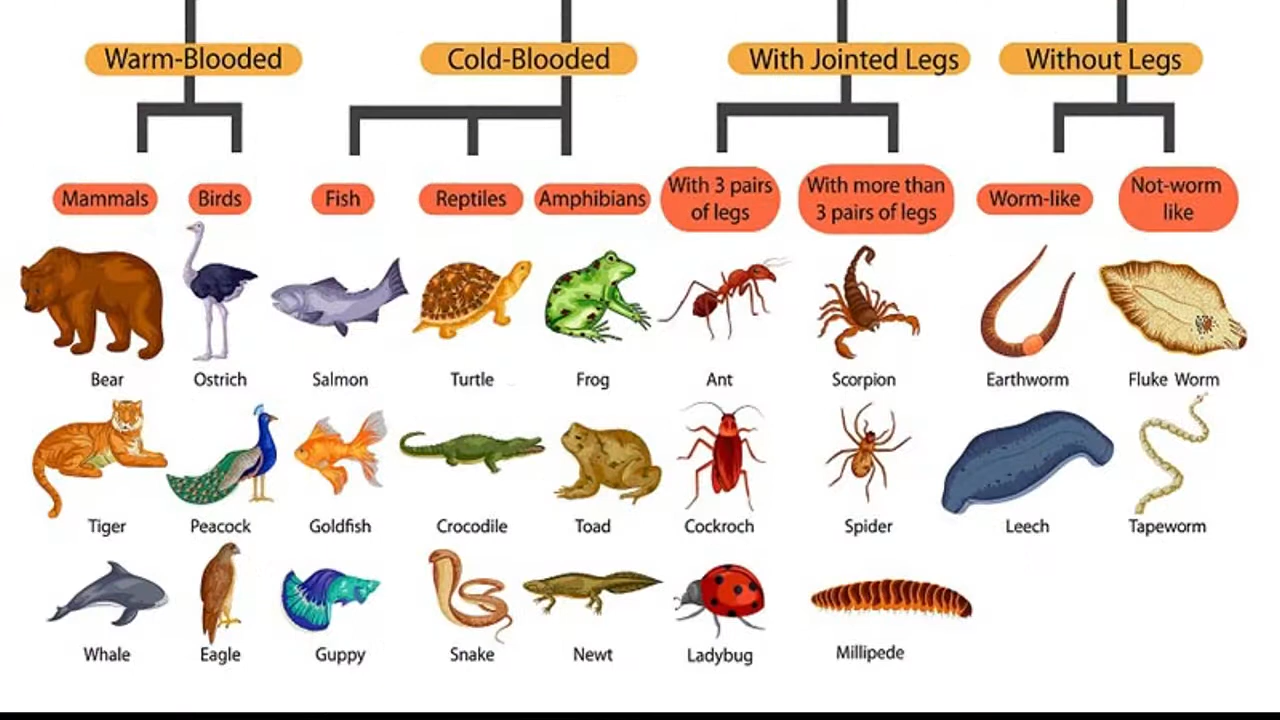 Warm-Blooded
Cold-Blooded
With Jointed Legs
Without Legs
Mammals
Birds
Fish
Reptiles
Amphibians
With 3 pairs
of legs
With more than
3 pairs of legs
Worm-like
Not-worm
like
Bear
Ostrich
Salmon
Turtle
Frog
Ant
Scorpion
Earthworm
Fluke Worm
Tiger
Peacock
Goldfish
Crocodile
Toad
Cockroch
Spider
Leech
Tapeworm
Whale
Eagle
Guppy
Snake
Newt
Ladybug
Millipede